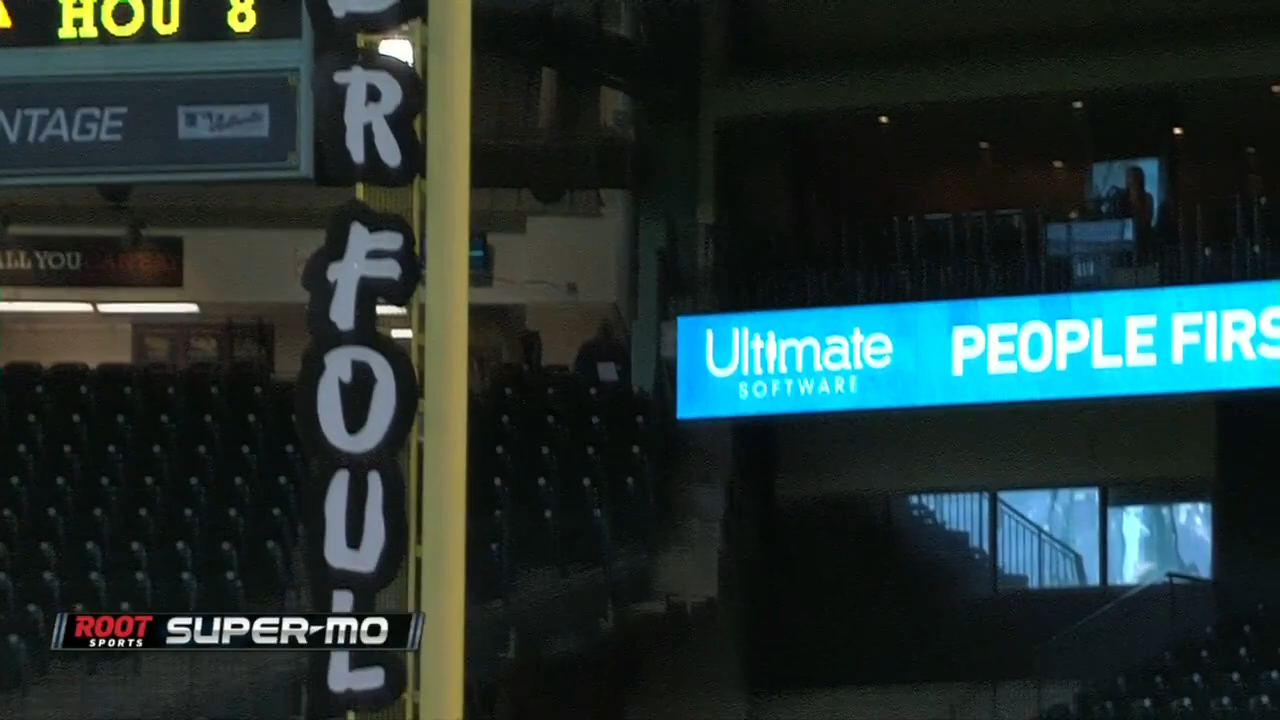 HOU 8
NTAGE
R FOUL
ALL YOU
Ultimate
SOFTWARE
PEOPLE FIRS
ROOT
SPORTS
SUPER-MO